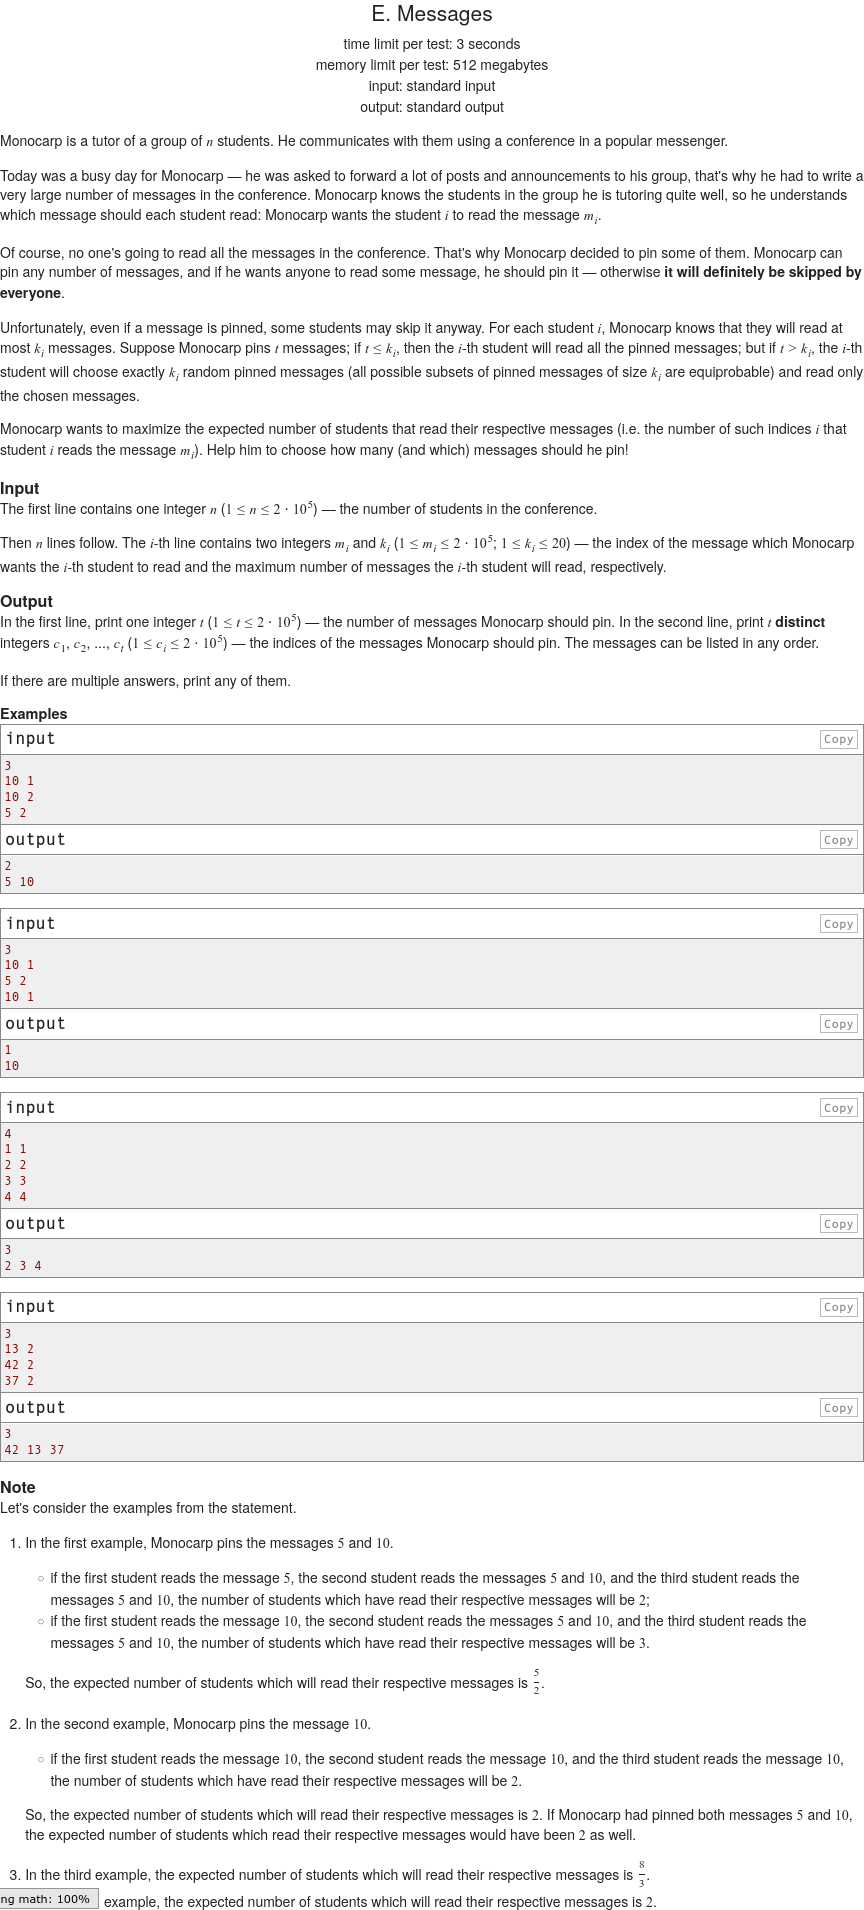 E. Messages
time limit per test: 3 seconds
memory limit per test: 512 megabytes
input: standard input
output: standard output
Monocarp is a tutor of a group of n students. He communicates with them using a conference in a popular messenger.
Today was a busy day for Monocarp — he was asked to forward a lot of posts and announcements to his group, that's why he had to write a
very large number of messages in the conference. Monocarp knows the students in the group he is tutoring quite well, so he understands
which message should each student read: Monocarp wants the student i to read the message m_i.
Of course, no one's going to read all the messages in the conference. That's why Monocarp decided to pin some of them. Monocarp can
pin any number of messages, and if he wants anyone to read some message, he should pin it — otherwise it will definitely be skipped by
everyone.
Unfortunately, even if a message is pinned, some students may skip it anyway. For each student i, Monocarp knows that they will read at
most k_i messages. Suppose Monocarp pins t messages; if t ≤ k_i, then the i-th student will read all the pinned messages; but if t > k_i, the i-th
student will choose exactly k_i random pinned messages (all possible subsets of pinned messages of size k_i are equiprobable) and read only
the chosen messages.
Monocarp wants to maximize the expected number of students that read their respective messages (i.e. the number of such indices i that
student i reads the message m_i). Help him to choose how many (and which) messages should he pin!
Input
The first line contains one integer n (1 ≤ n ≤ 2 · 10^5) — the number of students in the conference.
Then n lines follow. The i-th line contains two integers m_i and k_i (1 ≤ m_i ≤ 2 · 10^5; 1 ≤ k_i ≤ 20) — the index of the message which Monocarp
wants the i-th student to read and the maximum number of messages the i-th student will read, respectively.
Output
In the first line, print one integer t (1 ≤ t ≤ 2 · 10^5) — the number of messages Monocarp should pin. In the second line, print t distinct
integers c_1, c_2, ..., c_t (1 ≤ c_i ≤ 2 · 10^5) — the indices of the messages Monocarp should pin. The messages can be listed in any order.
If there are multiple answers, print any of them.
Examples
input Copy
3
10 1
10 2
5 2
output Copy
2
5 10
input Copy
3
10 1
5 2
10 1
output Copy
1
10
input Copy
4
1 1
2 2
3 3
4 4
output Copy
3
2 3 4
input Copy
3
13 2
42 2
37 2
output Copy
3
42 13 37
Note
Let's consider the examples from the statement.
1. In the first example, Monocarp pins the messages 5 and 10.
○ if the first student reads the message 5, the second student reads the messages 5 and 10, and the third student reads the
messages 5 and 10, the number of students which have read their respective messages will be 2;
○ if the first student reads the message 10, the second student reads the messages 5 and 10, and the third student reads the
messages 5 and 10, the number of students which have read their respective messages will be 3.
So, the expected number of students which will read their respective messages is 5/2.
2. In the second example, Monocarp pins the message 10.
○ if the first student reads the message 10, the second student reads the message 10, and the third student reads the message 10,
the number of students which have read their respective messages will be 2.
So, the expected number of students which will read their respective messages is 2. If Monocarp had pinned both messages 5 and 10,
the expected number of students which read their respective messages would have been 2 as well.
3. In the third example, the expected number of students which will read their respective messages is 8/3.
ng math: 100% example, the expected number of students which will read their respective messages is 2.